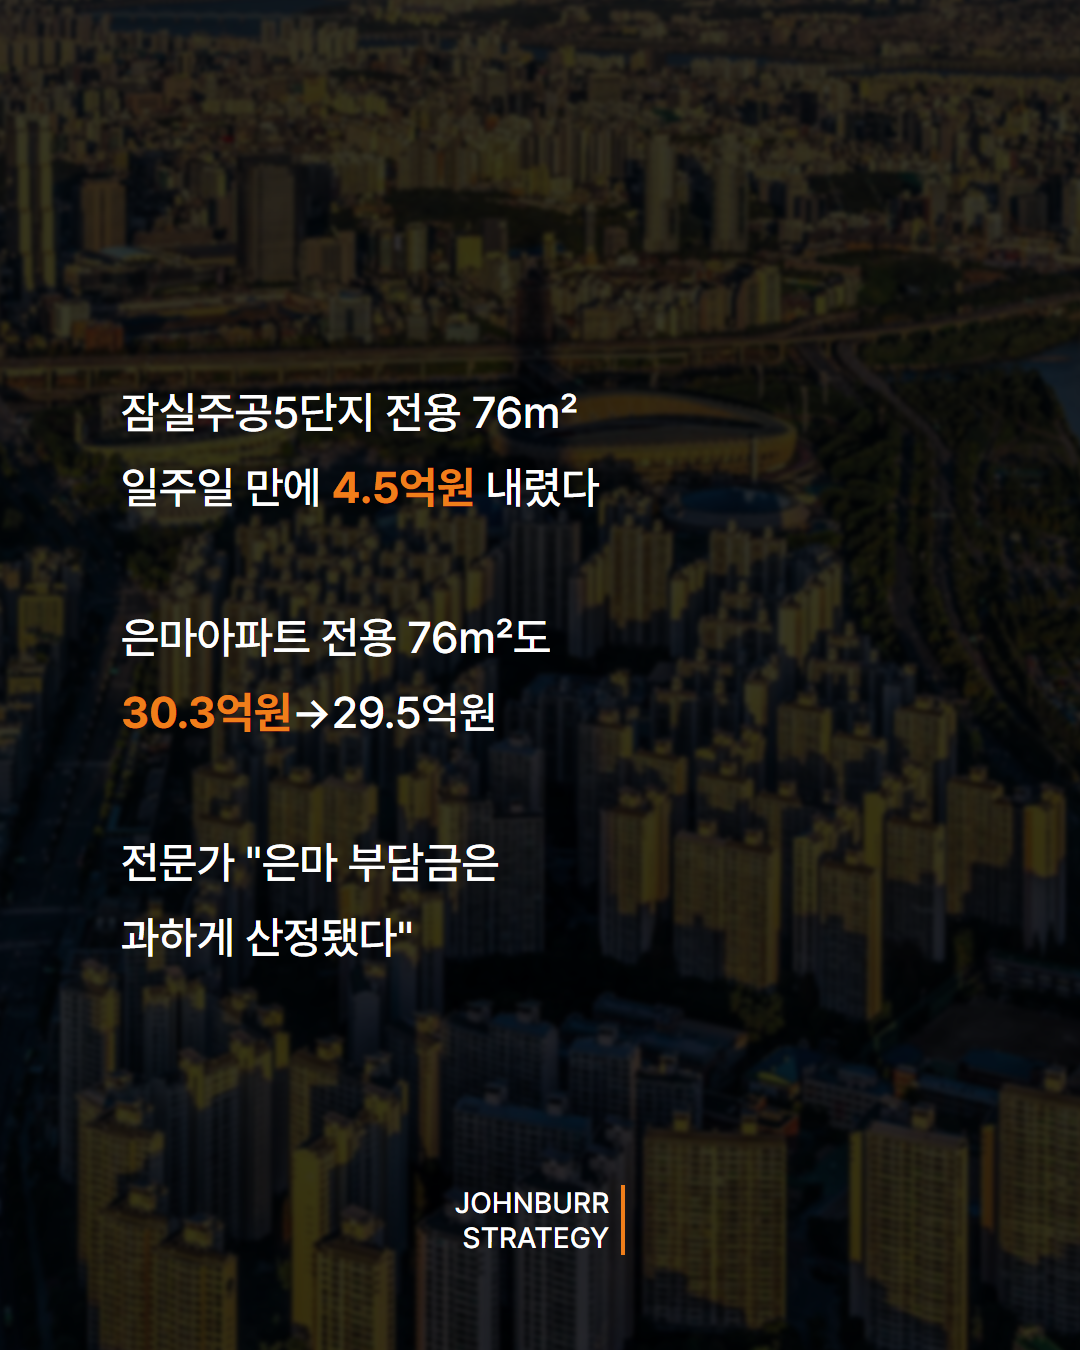 잠실주공5단지 전용 76m²
일주일 만에 4.5억원 내렸다
은마아파트 전용 76m²도
30.3억원→29.5억원
전문가 "은마 부담금은
과하게 산정됐다"
JOHNBURR
STRATEGY